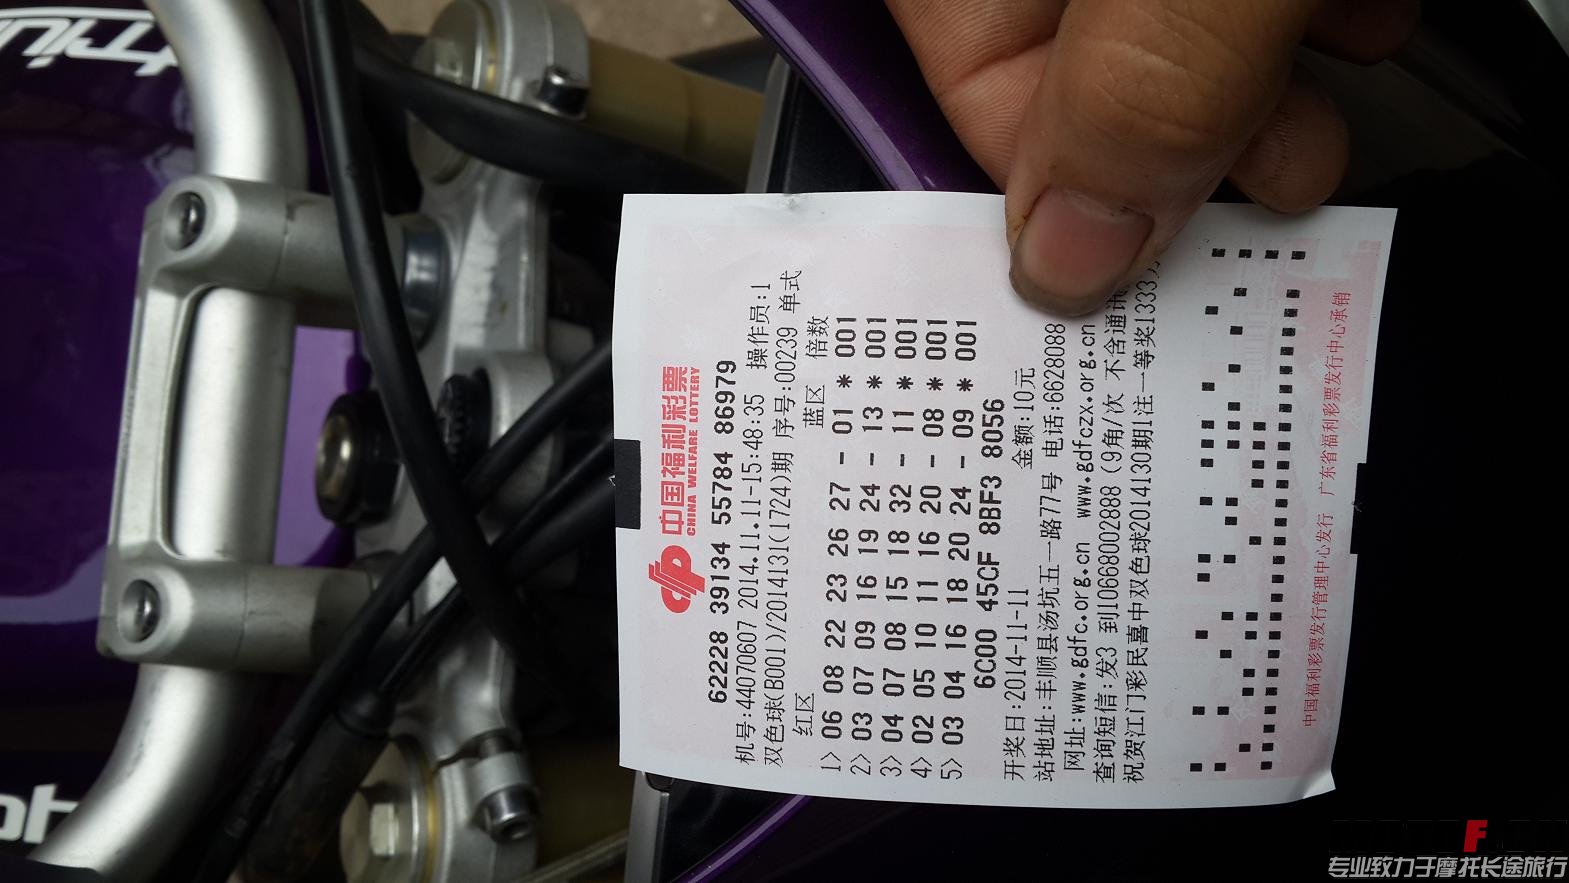 中国福利彩票
CHINA WELFARE LOTTERY
62228 39134 55784 86979
机号:44070607 2014.11.11-15:48:35 操作员:1
双色球(B001)/2014131(1724)期 序号:00239 单式
红区 蓝区 倍数
1> 06 08 22 23 26 27 - 01 * 001
2> 03 07 09 16 19 24 - 13 * 001
3> 04 07 08 15 18 32 - 11 * 001
4> 02 05 10 11 16 20 - 08 * 001
5> 03 04 16 18 20 24 - 09 * 001
6C00 45CF 8BF3 8056
开奖日:2014-11-11 金额:10元
站地址:丰顺县汤坑五一路77号 电话:6628088
网址:www.gdfc.org.cn www.gdfczx.org.cn
查询短信:发3 到10668002888 (9角/次 不含通讯
祝贺江门彩民喜中双色球2014130期1注一等奖1333万
中国福利彩票发行管理中心发行 广东省福利彩票发行中心承销
triumph
专业致力于摩托长途旅行